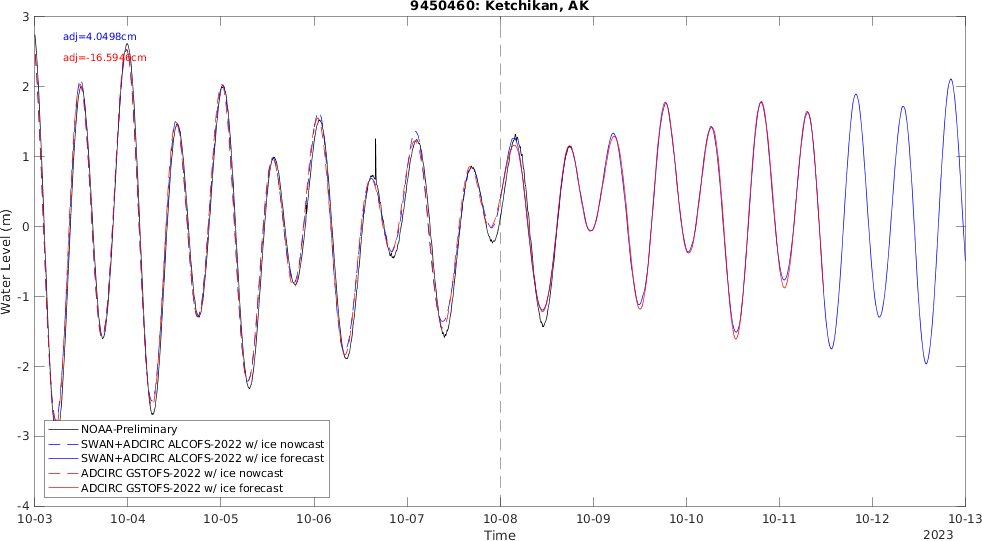 9450460: Ketchikan, AK
adj=4.0498cm
adj=-16.5946cm
Water Level (m)
3
2
1
0
-1
-2
-3
-4
NOAA-Preliminary
SWAN+ADCIRC ALCOFS-2022 w/ ice nowcast
SWAN+ADCIRC ALCOFS-2022 w/ ice forecast
ADCIRC GSTOFS-2022 w/ ice nowcast
ADCIRC GSTOFS-2022 w/ ice forecast
10-03 10-04 10-05 10-06 10-07 10-08 10-09 10-10 10-11 10-12 10-13
Time
2023